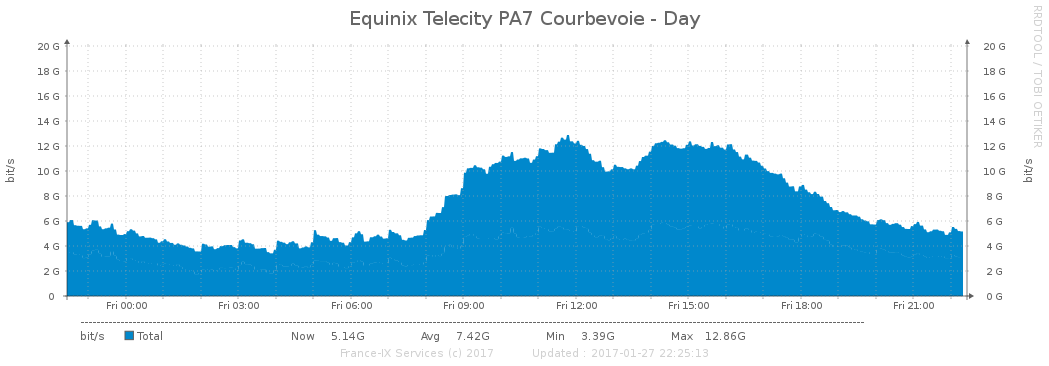 Equinix Telecity PA7 Courbevoie - Day
RRDTOOL / TOBI OETIKER
bit/s
20 G 20 G
18 G 18 G
16 G 16 G
14 G 14 G
12 G 12 G
10 G 10 G
8 G 8 G
6 G 6 G
4 G 4 G
2 G 2 G
0 0 G
bit/s
Fri 00:00 Fri 03:00 Fri 06:00 Fri 09:00 Fri 12:00 Fri 15:00 Fri 18:00 Fri 21:00
bit/s Total Now 5.14G Avg 7.42G Min 3.39G Max 12.86G
France-IX Services (c) 2017 Updated : 2017-01-27 22:25:13